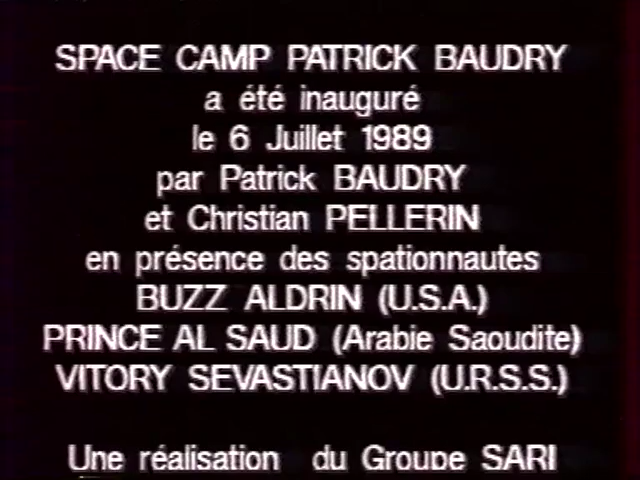 SPACE CAMP PATRICK BAUDRY
a été inauguré
le 6 Juillet 1989
par Patrick BAUDRY
et Christian PELLERIN
en présence des spationnautes
BUZZ ALDRIN (U.S.A.)
PRINCE AL SAUD (Arabie Saoudite)
VITORY SEVASTIANOV (U.R.S.S.)
Une réalisation du Groupe SARI